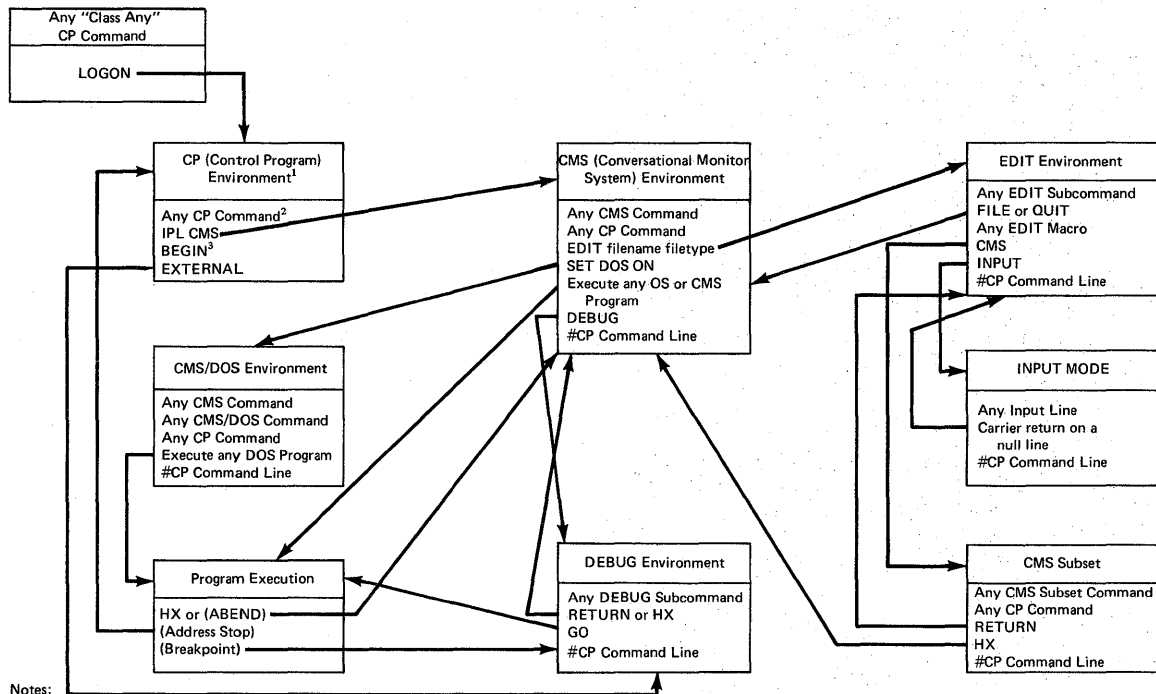 Any "Class Any"
CP Command
LOGON
CP (Control Program)
Environment¹
Any CP Command²
IPL CMS
BEGIN³
EXTERNAL
CMS (Conversational Monitor
System) Environment
Any CMS Command
Any CP Command
EDIT filename filetype
SET DOS ON
Execute any OS or CMS
Program
DEBUG
#CP Command Line
EDIT Environment
Any EDIT Subcommand
FILE or QUIT
Any EDIT Macro
CMS
INPUT
#CP Command Line
CMS/DOS Environment
Any CMS Command
Any CMS/DOS Command
Any CP Command
Execute any DOS Program
#CP Command Line
INPUT MODE
Any Input Line
Carrier return on a
null line
#CP Command Line
Program Execution
HX or (ABEND)
(Address Stop)
(Breakpoint)
DEBUG Environment
Any DEBUG Subcommand
RETURN or HX
GO
#CP Command Line
CMS Subset
Any CMS Subset Command
Any CP Command
RETURN
HX
#CP Command Line
Notes: